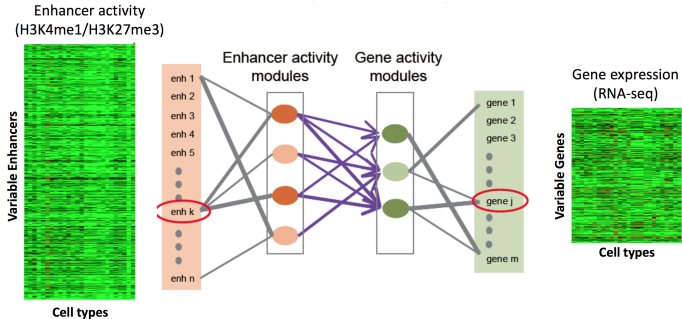 Enhancer activity
(H3K4me1/H3K27me3)
Variable Enhancers
Cell types
enh 1
enh 2
enh 3
enh 4
enh 5
enh k
enh n
Enhancer activity
modules
Gene activity
modules
gene 1
gene 2
gene 3
gene j
gene m
Gene expression
(RNA-seq)
Variable Genes
Cell types